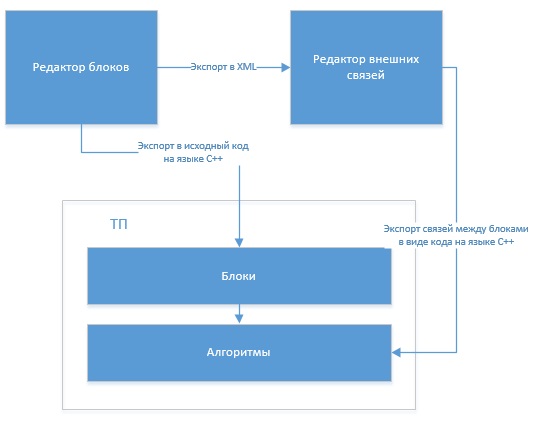 Редактор блоков
Экспорт в XML
Редактор внешних
связей
Экспорт в исходный код
на языке C++
ТП
Экспорт связей между блоками
в виде кода на языке C++
Блоки
Алгоритмы